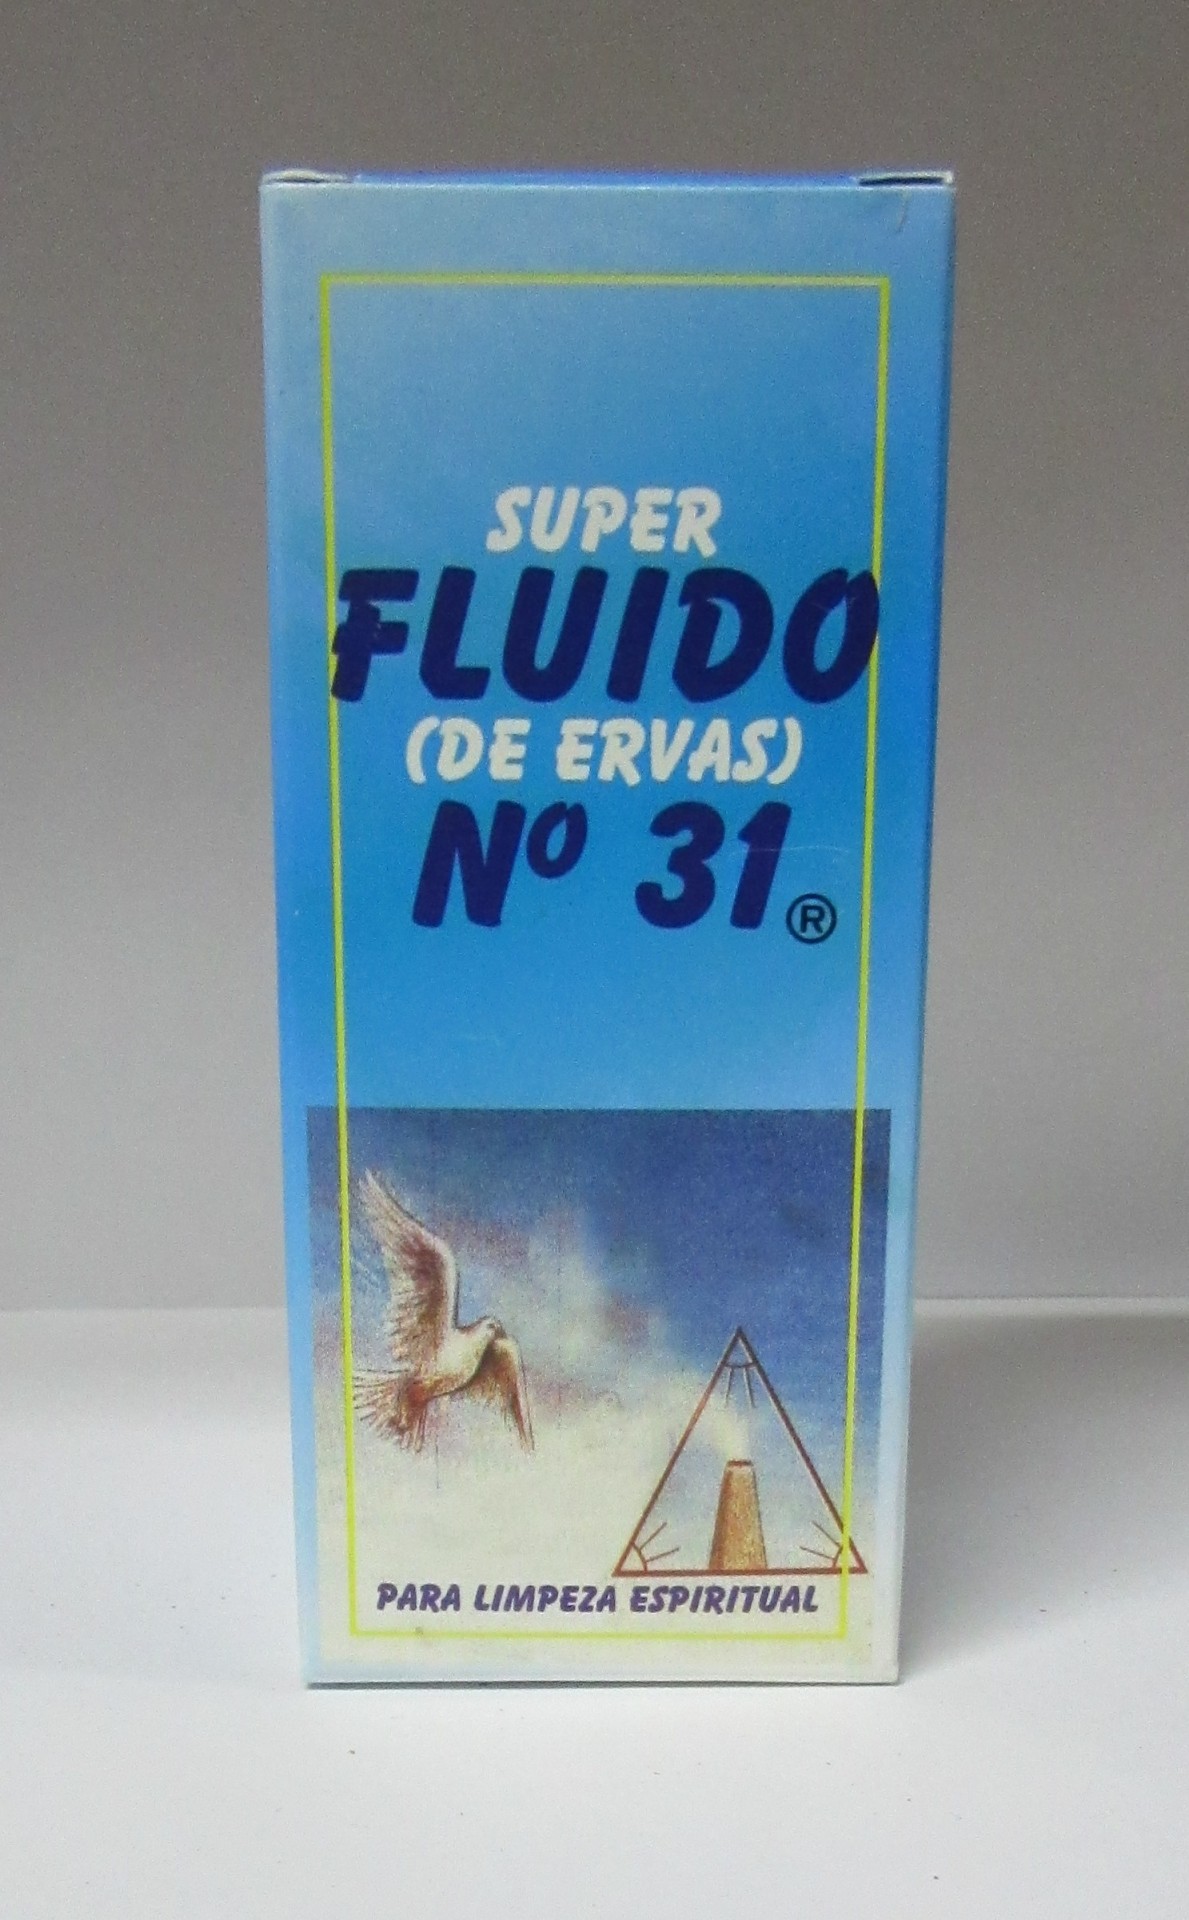 SUPER
FLUIDO
(DE ERVAS)
Nº 31 ®
PARA LIMPEZA ESPIRITUAL